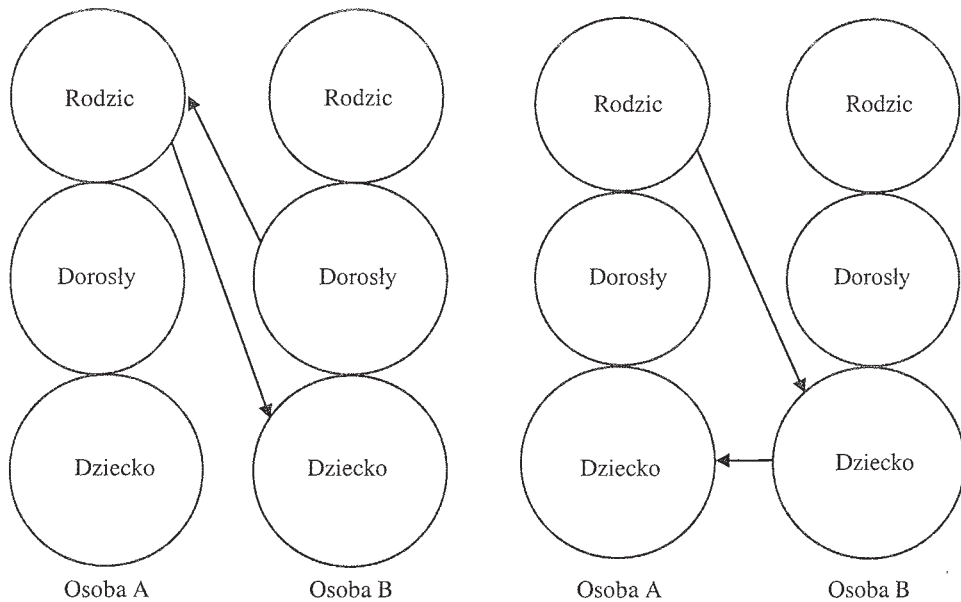 Rodzic
Rodzic
Rodzic
Rodzic
Dorosły
Dorosły
Dorosły
Dorosły
Dziecko
Dziecko
Dziecko
Dziecko
Osoba A
Osoba B
Osoba A
Osoba B